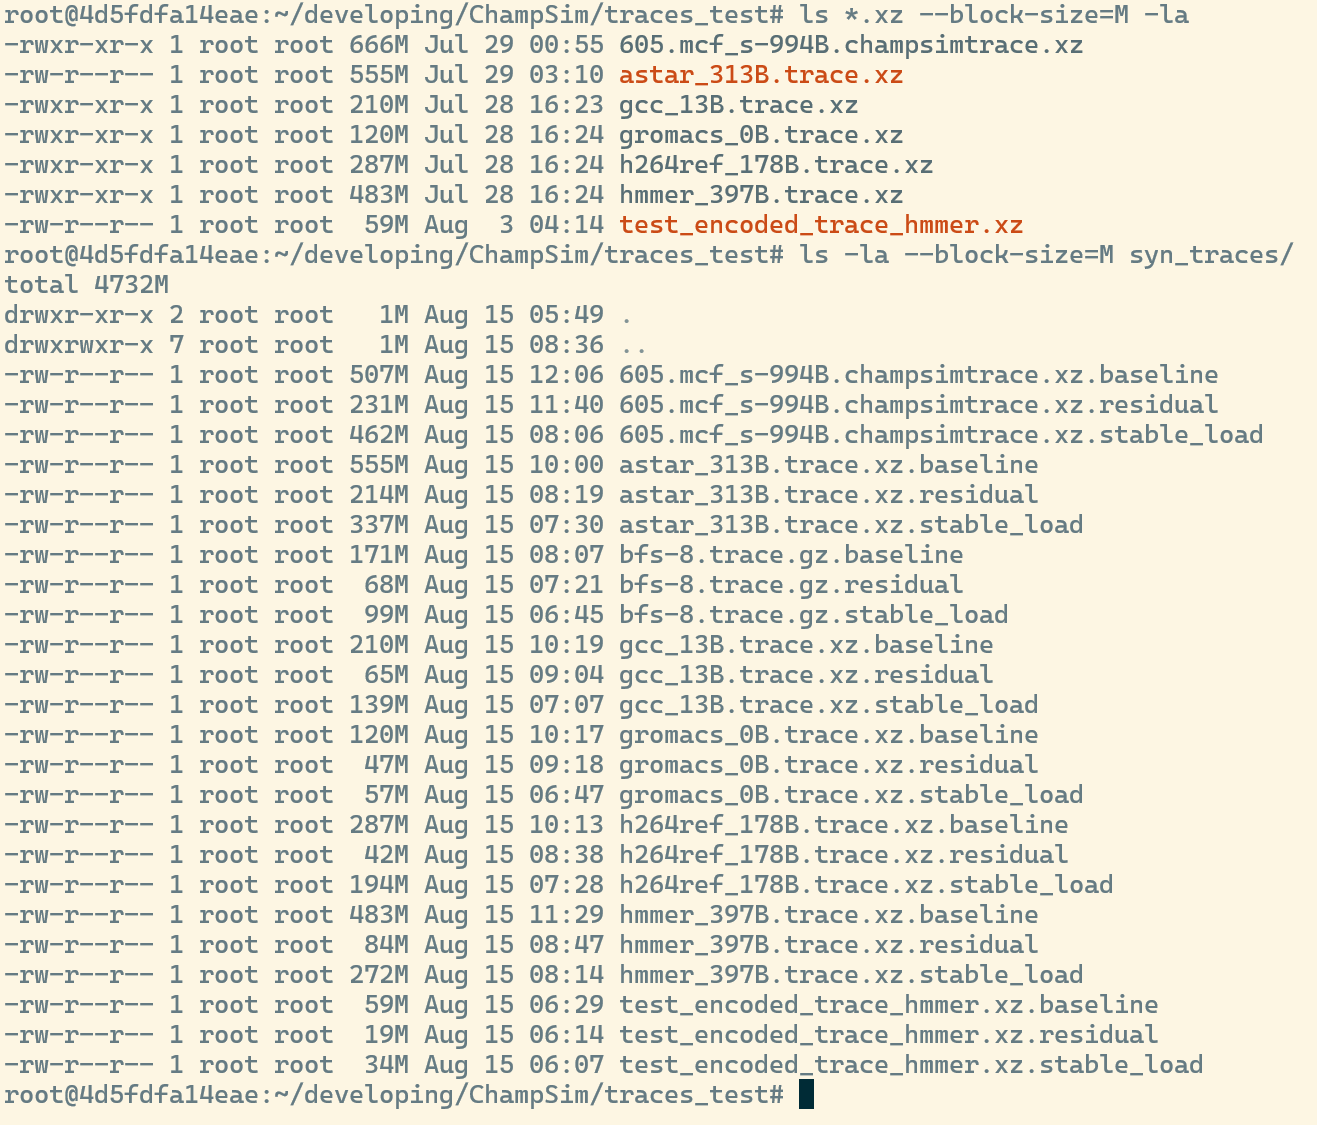 root@4d5fdfa14eae:~/developing/ChampSim/traces_test# ls *.xz --block-size=M -la
-rwxr-xr-x 1 root root 666M Jul 29 00:55 605.mcf_s-994B.champsimtrace.xz
-rw-r--r-- 1 root root 555M Jul 29 03:10 astar_313B.trace.xz
-rwxr-xr-x 1 root root 210M Jul 28 16:23 gcc_13B.trace.xz
-rwxr-xr-x 1 root root 120M Jul 28 16:24 gromacs_0B.trace.xz
-rwxr-xr-x 1 root root 287M Jul 28 16:24 h264ref_178B.trace.xz
-rwxr-xr-x 1 root root 483M Jul 28 16:24 hmmer_397B.trace.xz
-rw-r--r-- 1 root root  59M Aug  3 04:14 test_encoded_trace_hmmer.xz
root@4d5fdfa14eae:~/developing/ChampSim/traces_test# ls -la --block-size=M syn_traces/
total 4732M
drwxr-xr-x 2 root root   1M Aug 15 05:49 .
drwxrwxr-x 7 root root   1M Aug 15 08:36 ..
-rw-r--r-- 1 root root 507M Aug 15 12:06 605.mcf_s-994B.champsimtrace.xz.baseline
-rw-r--r-- 1 root root 231M Aug 15 11:40 605.mcf_s-994B.champsimtrace.xz.residual
-rw-r--r-- 1 root root 462M Aug 15 08:06 605.mcf_s-994B.champsimtrace.xz.stable_load
-rw-r--r-- 1 root root 555M Aug 15 10:00 astar_313B.trace.xz.baseline
-rw-r--r-- 1 root root 214M Aug 15 08:19 astar_313B.trace.xz.residual
-rw-r--r-- 1 root root 337M Aug 15 07:30 astar_313B.trace.xz.stable_load
-rw-r--r-- 1 root root 171M Aug 15 08:07 bfs-8.trace.gz.baseline
-rw-r--r-- 1 root root  68M Aug 15 07:21 bfs-8.trace.gz.residual
-rw-r--r-- 1 root root  99M Aug 15 06:45 bfs-8.trace.gz.stable_load
-rw-r--r-- 1 root root 210M Aug 15 10:19 gcc_13B.trace.xz.baseline
-rw-r--r-- 1 root root  65M Aug 15 09:04 gcc_13B.trace.xz.residual
-rw-r--r-- 1 root root 139M Aug 15 07:07 gcc_13B.trace.xz.stable_load
-rw-r--r-- 1 root root 120M Aug 15 10:17 gromacs_0B.trace.xz.baseline
-rw-r--r-- 1 root root  47M Aug 15 09:18 gromacs_0B.trace.xz.residual
-rw-r--r-- 1 root root  57M Aug 15 06:47 gromacs_0B.trace.xz.stable_load
-rw-r--r-- 1 root root 287M Aug 15 10:13 h264ref_178B.trace.xz.baseline
-rw-r--r-- 1 root root  42M Aug 15 08:38 h264ref_178B.trace.xz.residual
-rw-r--r-- 1 root root 194M Aug 15 07:28 h264ref_178B.trace.xz.stable_load
-rw-r--r-- 1 root root 483M Aug 15 11:29 hmmer_397B.trace.xz.baseline
-rw-r--r-- 1 root root  84M Aug 15 08:47 hmmer_397B.trace.xz.residual
-rw-r--r-- 1 root root 272M Aug 15 08:14 hmmer_397B.trace.xz.stable_load
-rw-r--r-- 1 root root  59M Aug 15 06:29 test_encoded_trace_hmmer.xz.baseline
-rw-r--r-- 1 root root  19M Aug 15 06:14 test_encoded_trace_hmmer.xz.residual
-rw-r--r-- 1 root root  34M Aug 15 06:07 test_encoded_trace_hmmer.xz.stable_load
root@4d5fdfa14eae:~/developing/ChampSim/traces_test#